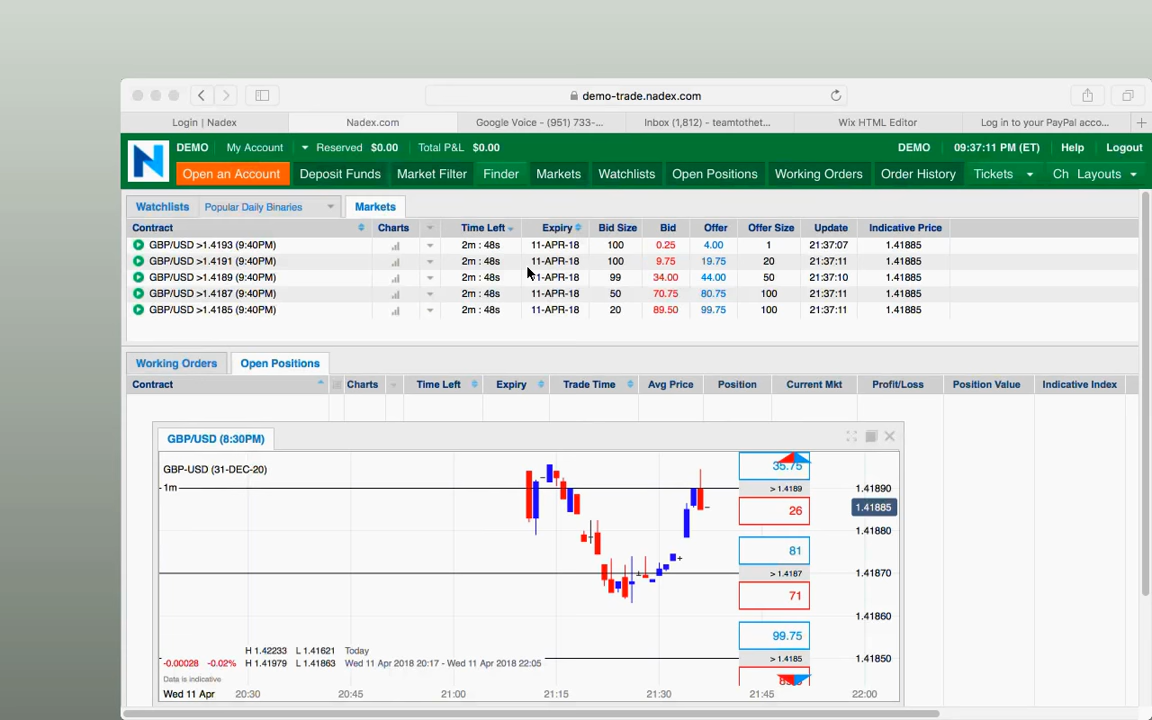 demo-trade.nadex.com
Login | Nadex Nadex.com Google Voice - (951) 733-... Inbox (1,812) - teamtothet... Wix HTML Editor Log in to your PayPal acco...
N DEMO My Account Reserved $0.00 Total P&L $0.00 DEMO 09:37:11 PM (ET) Help Logout
Open an Account Deposit Funds Market Filter Finder Markets Watchlists Open Positions Working Orders Order History Tickets Ch Layouts
Watchlists Popular Daily Binaries Markets
Contract Charts Time Left Expiry Bid Size Bid Offer Offer Size Update Indicative Price
GBP/USD >1.4193 (9:40PM) 2m : 48s 11-APR-18 100 0.25 4.00 1 21:37:07 1.41885
GBP/USD >1.4191 (9:40PM) 2m : 48s 11-APR-18 100 9.75 19.75 20 21:37:11 1.41885
GBP/USD >1.4189 (9:40PM) 2m : 48s 11-APR-18 99 34.00 44.00 50 21:37:10 1.41885
GBP/USD >1.4187 (9:40PM) 2m : 48s 11-APR-18 50 70.75 80.75 100 21:37:11 1.41885
GBP/USD >1.4185 (9:40PM) 2m : 48s 11-APR-18 20 89.50 99.75 100 21:37:11 1.41885
Working Orders Open Positions
Contract Charts Time Left Expiry Trade Time Avg Price Position Current Mkt Profit/Loss Position Value Indicative Index
GBP/USD (8:30PM)
GBP-USD (31-DEC-20) 35.75
1m > 1.4189 1.41890
26 1.41885
1.41880
81
> 1.4187 1.41870
71
1.41860
99.75
H 1.42233 L 1.41621 Today
> 1.4185 1.41850
-0.00028 -0.02% H 1.41979 L 1.41863 Wed 11 Apr 2018 20:17 - Wed 11 Apr 2018 22:05
Data is indicative
Wed 11 Apr 20:30 20:45 21:00 21:15 21:30 21:45 22:00